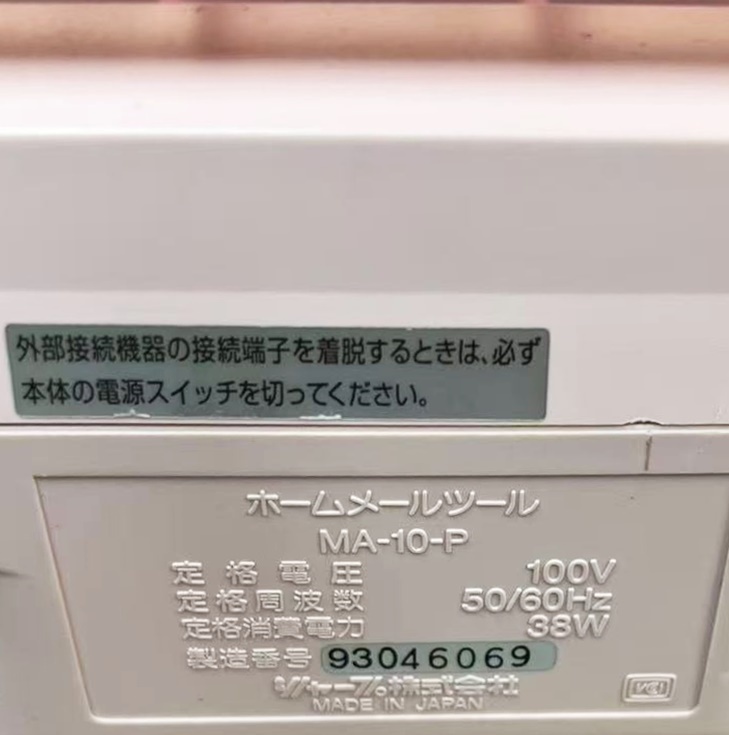 外部接続機器の接続端子を着脱するときは、必ず
本体の電源スイッチを切ってください。
ホームメールツール
MA-10-P
定格電圧 100V
定格周波数 50/60Hz
定格消費電力 38W
製造番号 93046069
シャープ株式会社
MADE IN JAPAN